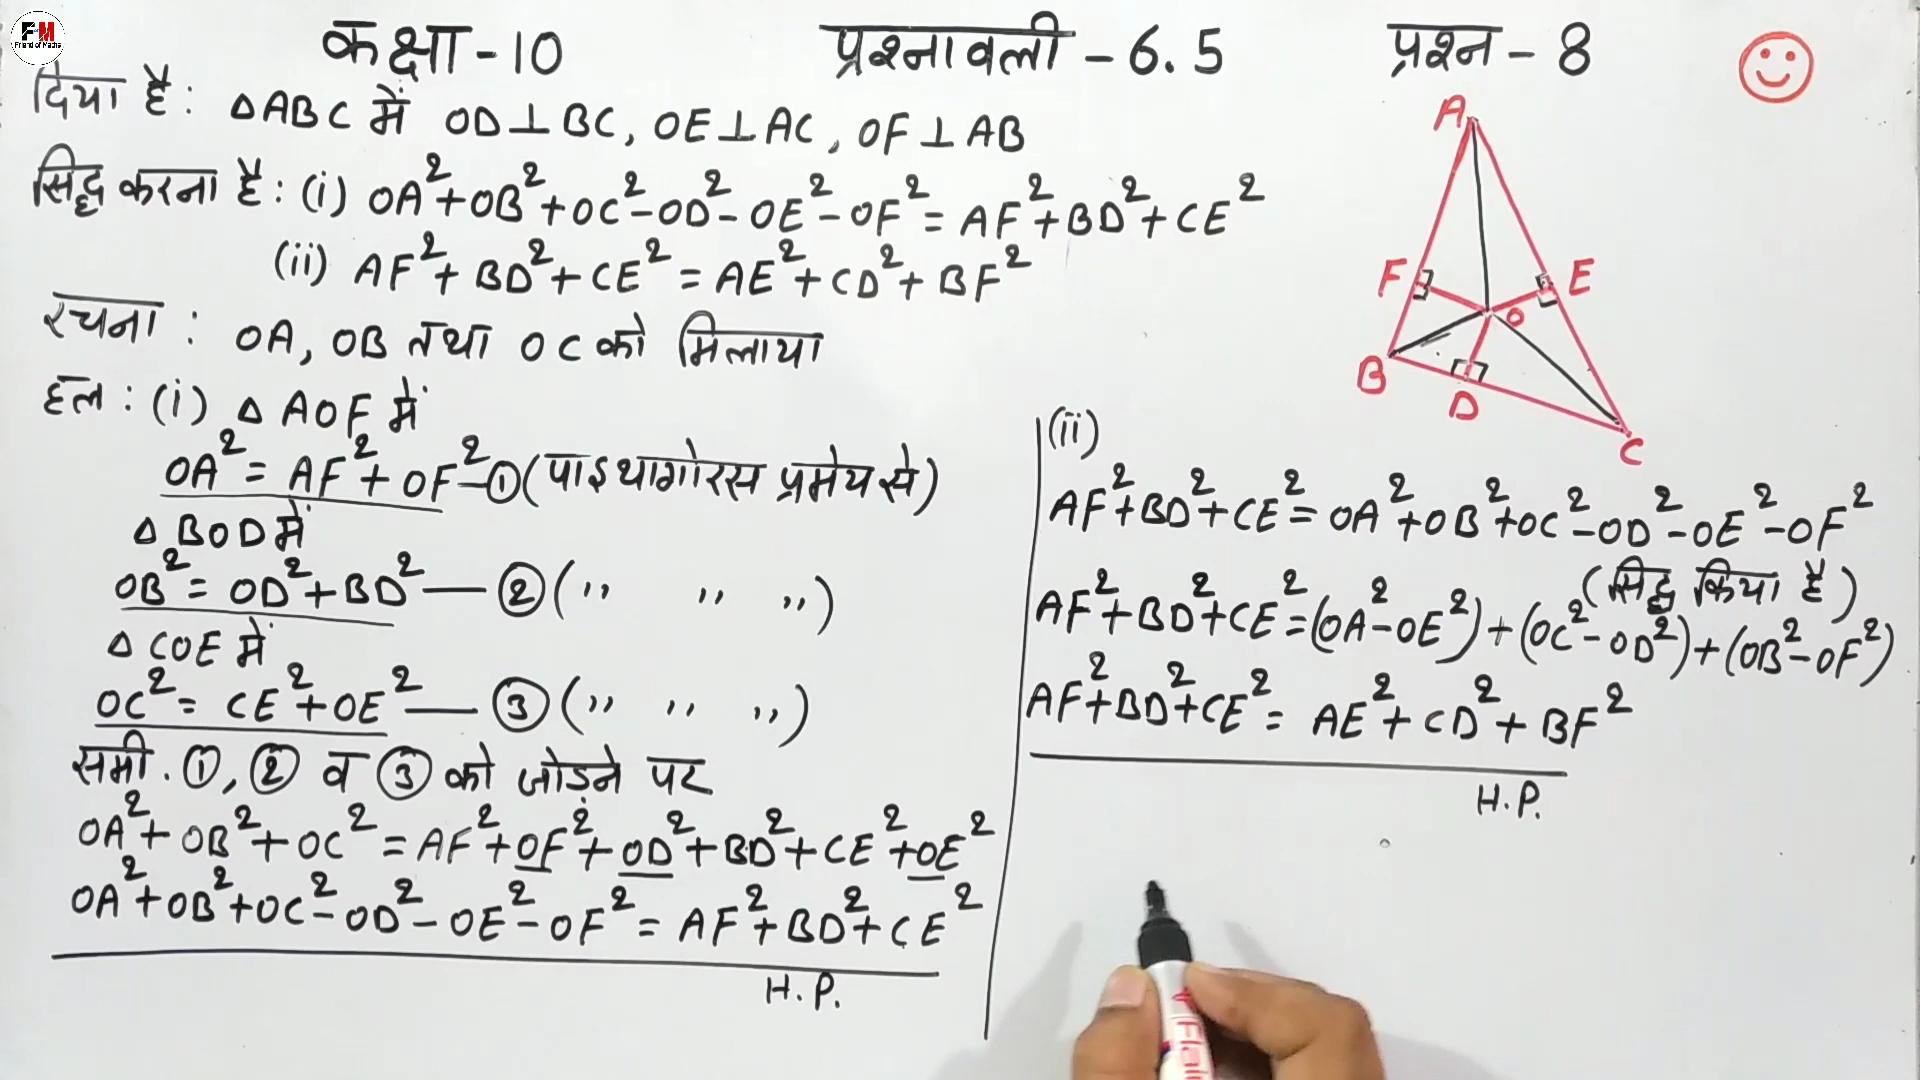 FM
Friend of Maths
कक्षा - 10 प्रश्नावली - 6.5 प्रश्न - 8
दिया है : △ABC में OD⊥BC, OE⊥AC, OF⊥AB
सिद्ध करना है : (i) OA²+OB²+OC²-OD²-OE²-OF² = AF²+BD²+CE²
(ii) AF²+BD²+CE² = AE²+CD²+BF²
रचना : OA, OB तथा OC को मिलाया
हल : (i) △AOF में
OA² = AF²+OF² - ① (पाइथागोरस प्रमेय से)
△BOD में
OB² = OD²+BD² — ② ( ,, ,, ,, )
△COE में
OC² = CE²+OE² — ③ ( ,, ,, ,, )
समी. ①, ② व ③ को जोड़ने पर
OA²+OB²+OC² = AF²+OF²+OD²+BD²+CE²+OE²
OA²+OB²+OC²-OD²-OE²-OF² = AF²+BD²+CE²
H.P.
(ii)
AF²+BD²+CE² = OA²+OB²+OC²-OD²-OE²-OF²
(सिद्ध किया है)
AF²+BD²+CE² = (OA²-OE²)+(OC²-OD²)+(OB²-OF²)
AF²+BD²+CE² = AE²+CD²+BF²
H.P.
A
F E
O
B
D
C
Flair